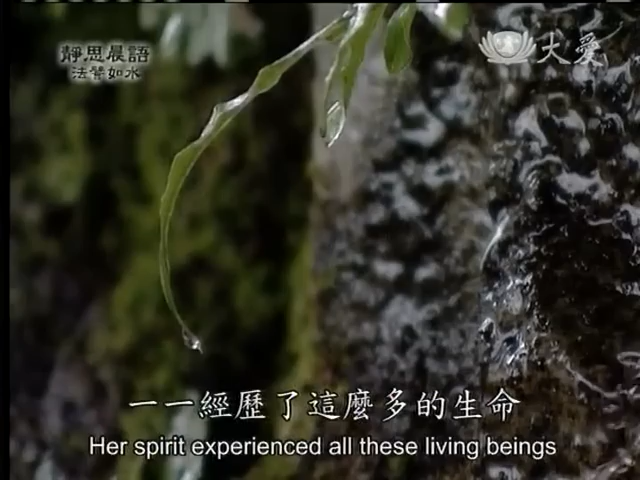 靜思晨語
法譬如水
大愛
一一經歷了這麼多的生命
Her spirit experienced all these living beings